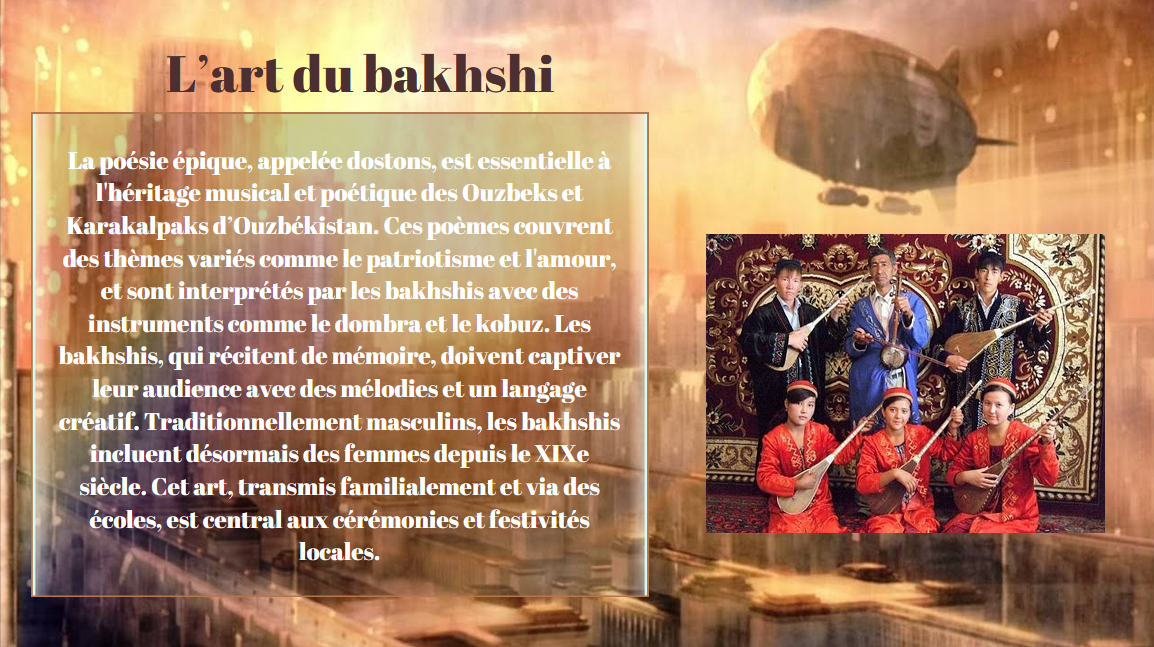 L’art du bakhshi
La poésie épique, appelée dostons, est essentielle à
l'héritage musical et poétique des Ouzbeks et
Karakalpaks d’Ouzbékistan. Ces poèmes couvrent
des thèmes variés comme le patriotisme et l'amour,
et sont interprétés par les bakhshis avec des
instruments comme le dombra et le kobuz. Les
bakhshis, qui récitent de mémoire, doivent captiver
leur audience avec des mélodies et un langage
créatif. Traditionnellement masculins, les bakhshis
incluent désormais des femmes depuis le XIXe
siècle. Cet art, transmis familialement et via des
écoles, est central aux cérémonies et festivités
locales.